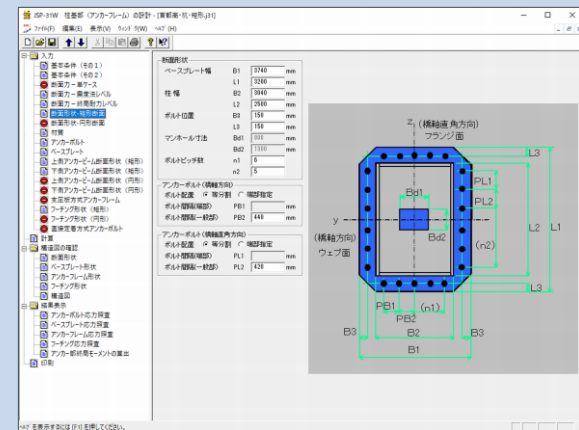 JSP-31W 柱基部(アンカーフレーム)の設計 - [首都高・杭・矩形.j31]
ファイル(F) 編集(E) 表示(V) ウィンドウ(W) ヘルプ(H)
入力
基本条件(その1)
基本条件(その2)
断面力-単ケース
断面力-震度法レベル
断面力-終局耐力レベル
断面形状-矩形断面
断面形状-円形断面
材質
アンカーボルト
ベースプレート
上側アンカービーム断面形状(矩形)
上側アンカービーム断面形状(円形)
下側アンカービーム断面形状(矩形)
下側アンカービーム断面形状(円形)
支圧板方式アンカーフレーム
フーチング形状(矩形)
フーチング形状(円形)
直接定着方式アンカーボルト
計算
構造図の確認
断面形状
ベースプレート形状
アンカーフレーム形状
フーチング形状
構造図
結果表示
アンカーボルト応力照査
ベースプレート応力照査
アンカーフレーム応力照査
フーチング応力照査
アンカー部終局モーメントの算出
印刷
断面形状
ベースプレート幅 B1 3740 mm
L1 3200 mm
柱 幅 B2 3040 mm
L2 2500 mm
ボルト位置 B3 150 mm
L3 150 mm
マンホール寸法 Bd1 800 mm
Bd2 mm
ボルトピッチ数 n1 6
n2 5
アンカーボルト(橋軸方向)
ボルト配置 等分割 端部指定
ボルト間隔(端部) PB1 mm
ボルト間隔(一般部) PB2 440 mm
アンカーボルト(橋軸直角方向)
ボルト配置 等分割 端部指定
ボルト間隔(端部) PL1 mm
ボルト間隔(一般部) PL2 420 mm
z (橋軸直角方向)
フランジ面
L3
PL1
Bd1
PL2
L2
L1
y
Bd2
(n2)
(橋軸方向)
ウェブ面
L3
PB1
(n1)
PB2
B3
B2
B3
B1
ヘルプを表示するには [F1] を押してください。